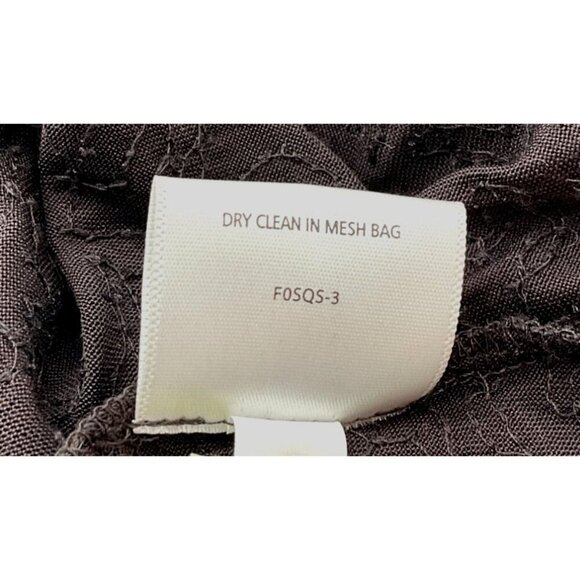 DRY CLEAN IN MESH BAG
F0SQS-3